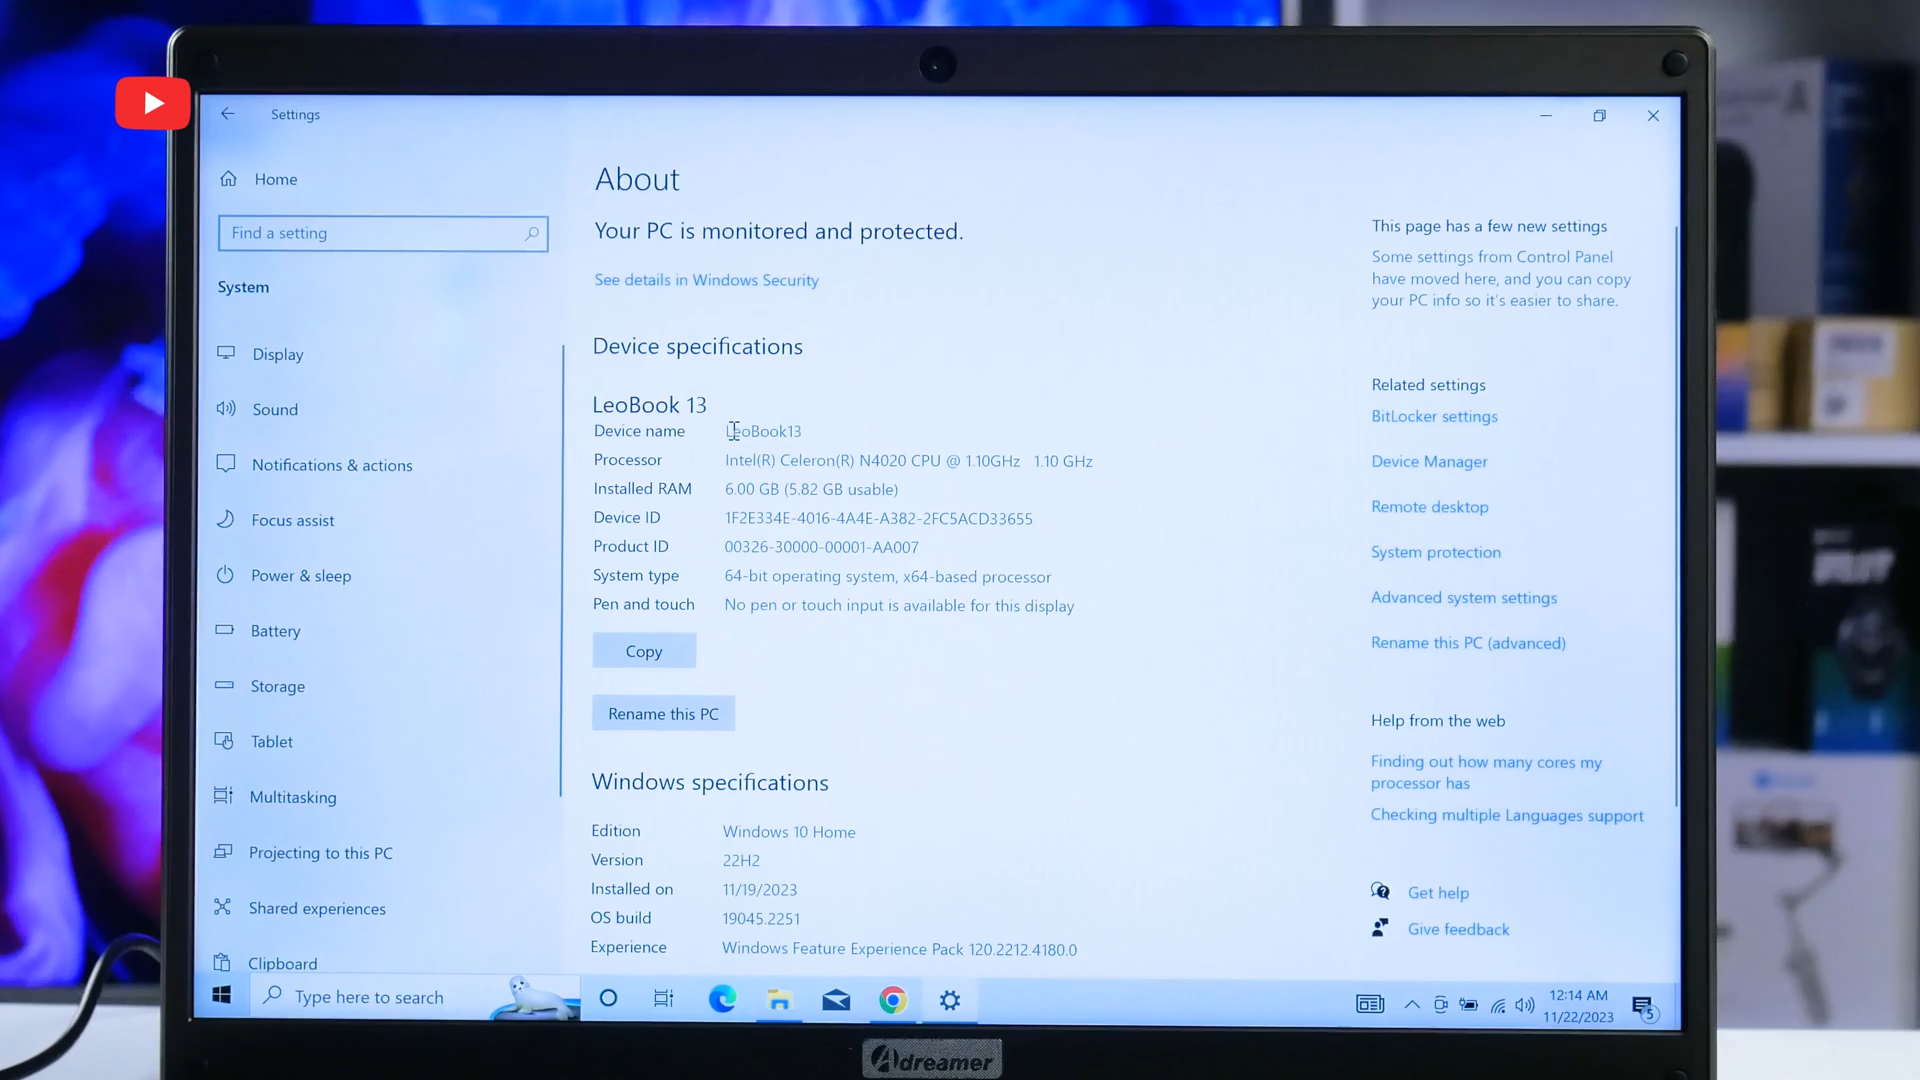 Settings
Home
Find a setting
System
Display
Sound
Notifications & actions
Focus assist
Power & sleep
Battery
Storage
Tablet
Multitasking
Projecting to this PC
Shared experiences
Clipboard
About
Your PC is monitored and protected.
See details in Windows Security
Device specifications
LeoBook 13
Device name LeoBook13
Processor Intel(R) Celeron(R) N4020 CPU @ 1.10GHz 1.10 GHz
Installed RAM 6.00 GB (5.82 GB usable)
Device ID 1F2E334E-4016-4A4E-A382-2FC5ACD33655
Product ID 00326-30000-00001-AA007
System type 64-bit operating system, x64-based processor
Pen and touch No pen or touch input is available for this display
Copy
Rename this PC
Windows specifications
Edition Windows 10 Home
Version 22H2
Installed on 11/19/2023
OS build 19045.2251
Experience Windows Feature Experience Pack 120.2212.4180.0
This page has a few new settings
Some settings from Control Panel
have moved here, and you can copy
your PC info so it's easier to share.
Related settings
BitLocker settings
Device Manager
Remote desktop
System protection
Advanced system settings
Rename this PC (advanced)
Help from the web
Finding out how many cores my
processor has
Checking multiple Languages support
Get help
Give feedback
Type here to search
12:14 AM
11/22/2023
5
Adreamer